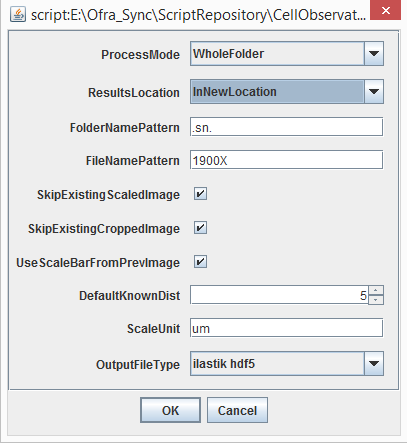 script:E:\Ofra_Sync\ScriptRepository\CellObservat...
ProcessMode WholeFolder
ResultsLocation InNewLocation
FolderNamePattern .sn.
FileNamePattern 1900X
SkipExistingScaledImage
SkipExistingCroppedImage
UseScaleBarFromPrevImage
DefaultKnownDist 5
ScaleUnit um
OutputFileType ilastik hdf5
OK Cancel